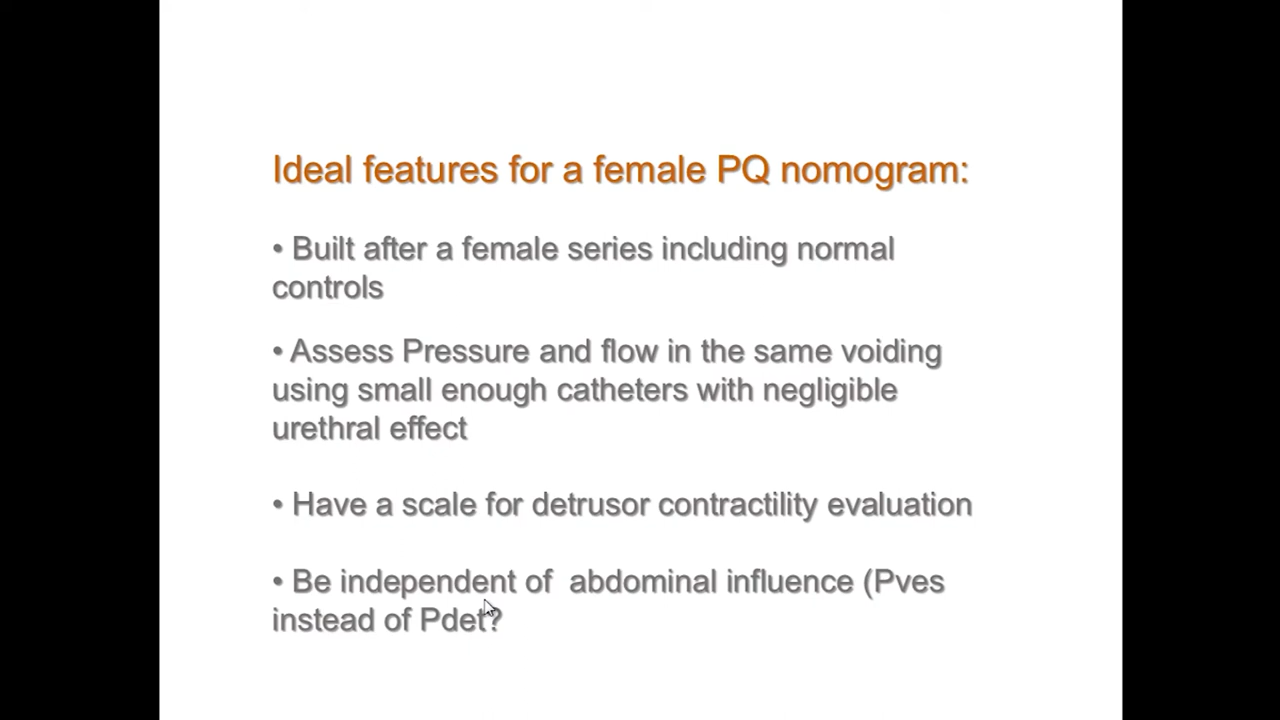 Ideal features for a female PQ nomogram:
• Built after a female series including normal
controls
• Assess Pressure and flow in the same voiding
using small enough catheters with negligible
urethral effect
• Have a scale for detrusor contractility evaluation
• Be independent of  abdominal influence (Pves
instead of Pdet?